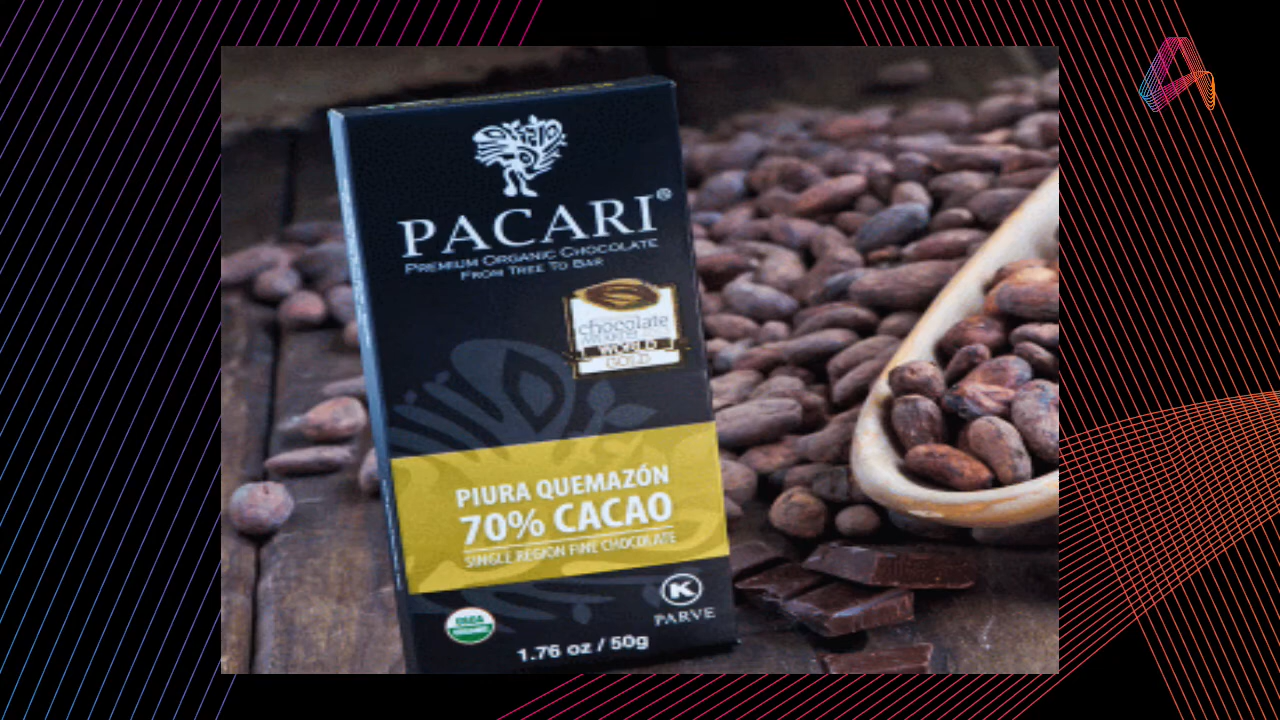 PACARI®
PREMIUM ORGANIC CHOCOLATE
FROM TREE TO BAR
chocolate
WORLD
GOLD
PIURA QUEMAZÓN
70% CACAO
SINGLE REGION FINE CHOCOLATE
USDA
ORGANIC
K
PARVE
1.76 oz / 50g